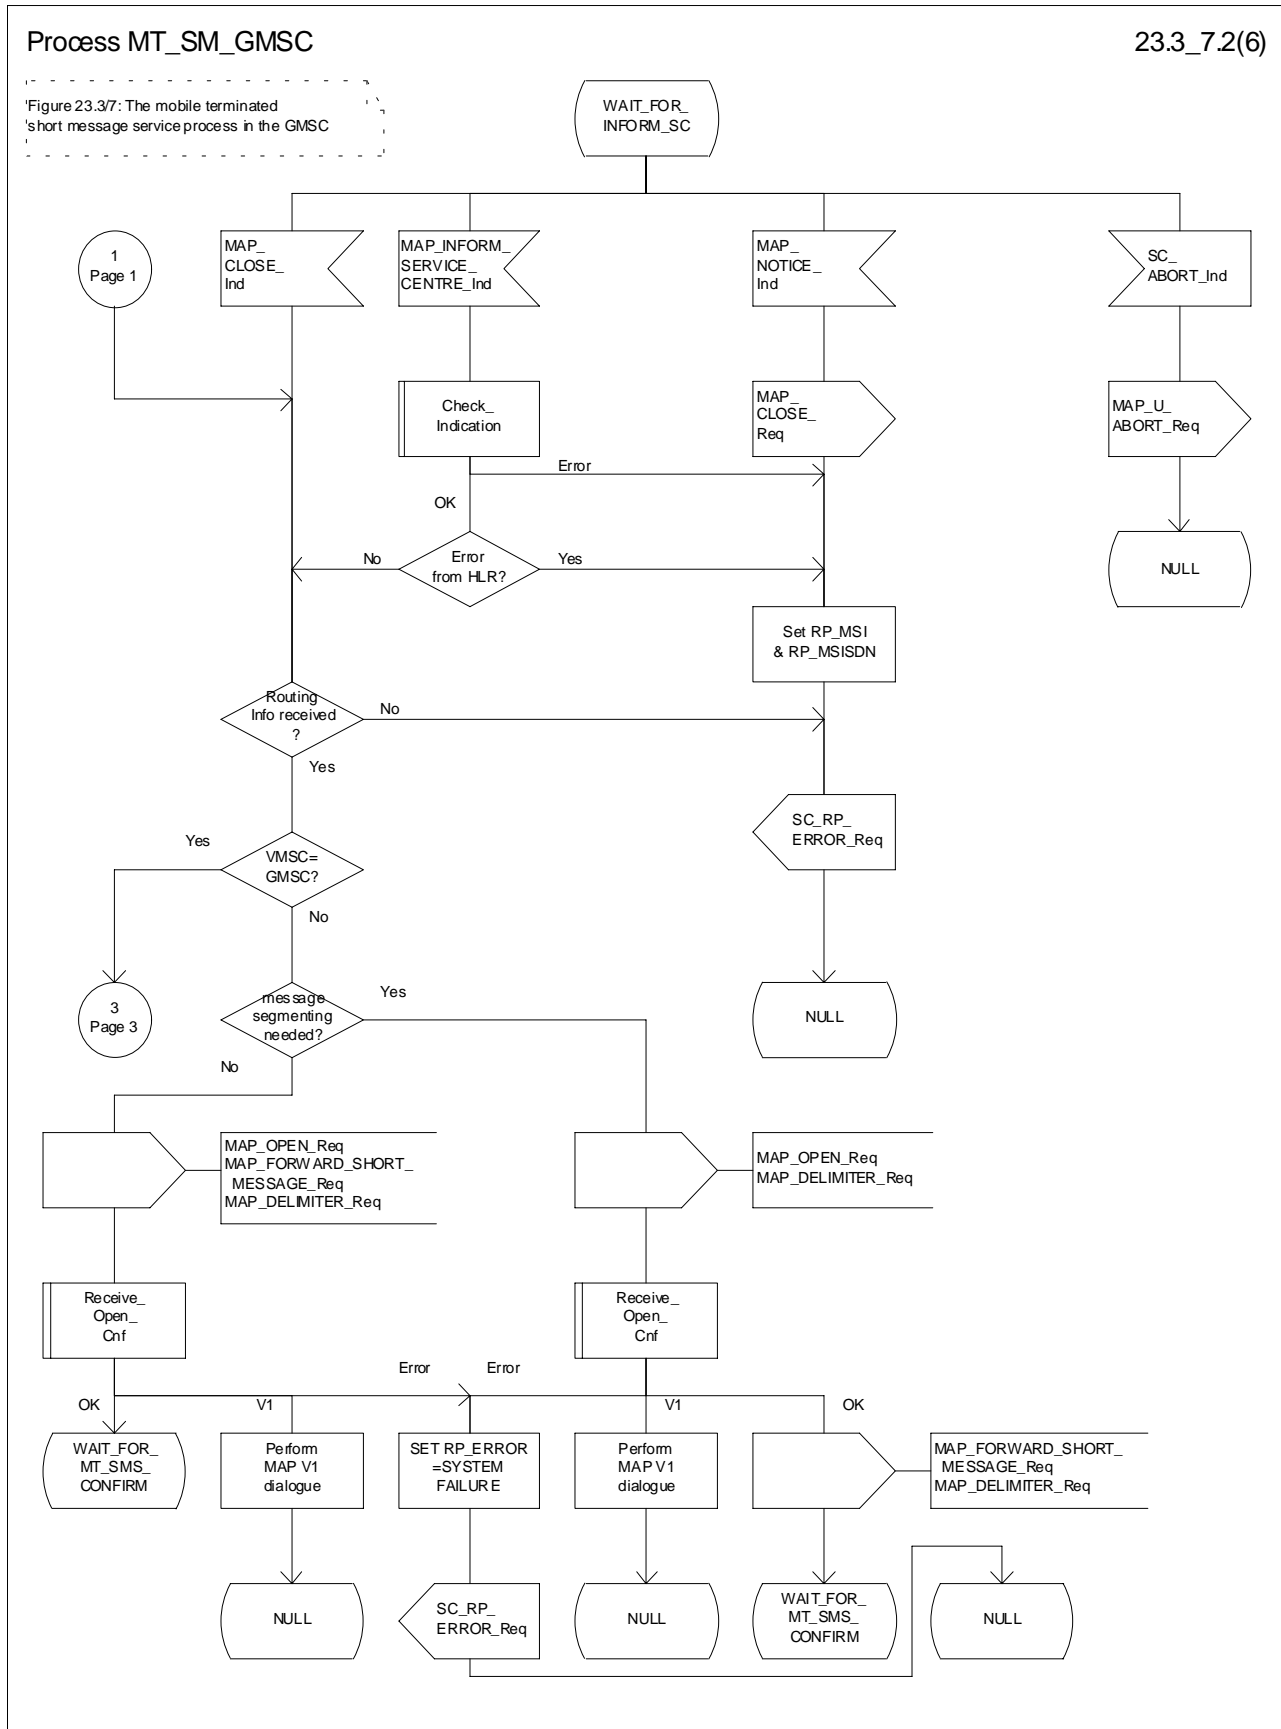 Process MT_SM_GMSC
23.3_7.2(6)
Figure 23.3/7: The mobile terminated
short message service process in the GMSC
WAIT_FOR_
INFORM_SC
1
Page 1
MAP_
CLOSE_
Ind
MAP_INFORM_
SERVICE_
CENTRE_Ind
MAP_
NOTICE_
Ind
SC_
ABORT_Ind
Check_
Indication
MAP_
CLOSE_
Req
MAP_U_
ABORT_Req
Error
OK
No
Error
from HLR?
Yes
NULL
Set RP_MSI
& RP_MSISDN
Routing
Info received
?
No
Yes
SC_RP_
ERROR_Req
Yes
VMSC=
GMSC?
No
3
Page 3
message
segmenting
needed?
Yes
NULL
No
MAP_OPEN_Req
MAP_FORWARD_SHORT_
MESSAGE_Req
MAP_DELIMITER_Req
MAP_OPEN_Req
MAP_DELIMITER_Req
Receive_
Open_
Cnf
Receive_
Open_
Cnf
Error
Error
OK
V1
V1
OK
WAIT_FOR_
MT_SMS_
CONFIRM
Perform
MAP V1
dialogue
SET RP_ERROR
=SYSTEM
FAILURE
Perform
MAP V1
dialogue
MAP_FORWARD_SHORT_
MESSAGE_Req
MAP_DELIMITER_Req
NULL
SC_RP_
ERROR_Req
NULL
WAIT_FOR_
MT_SMS_
CONFIRM
NULL